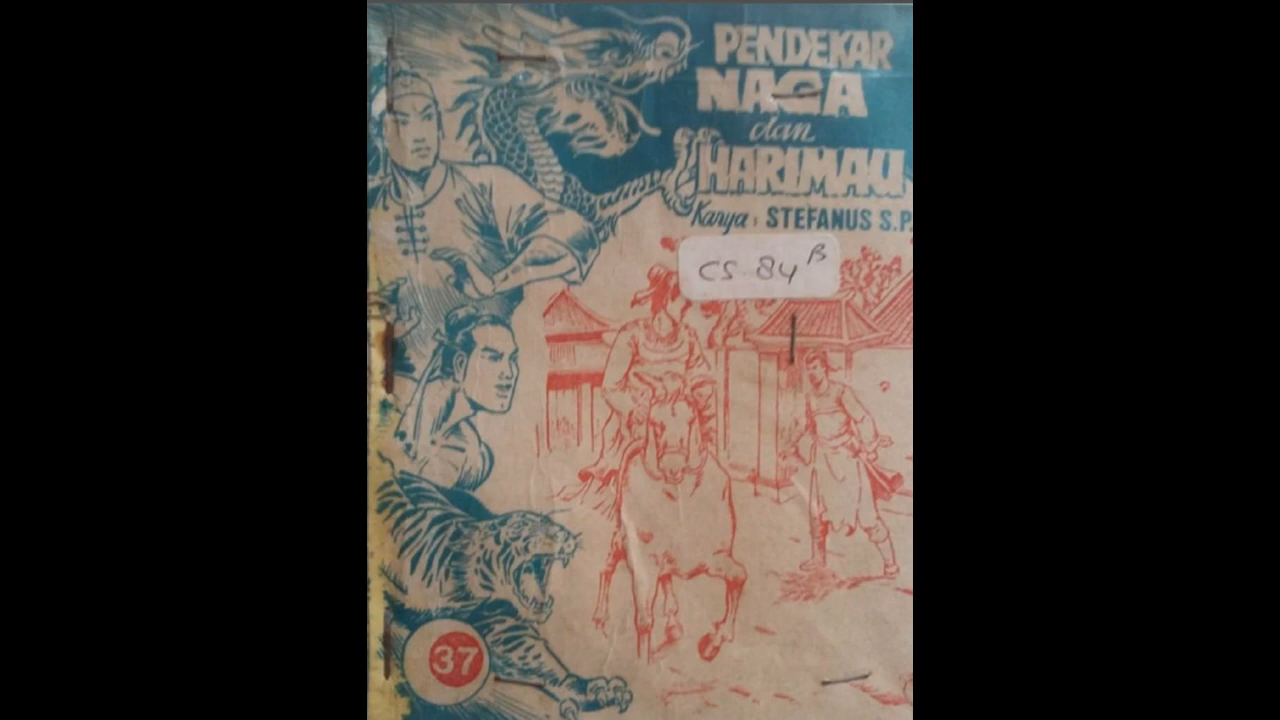 PENDEKAR
NAGA
dan
HARIMAU
Karya : STEFANUS S.P.
CS 84 B
37